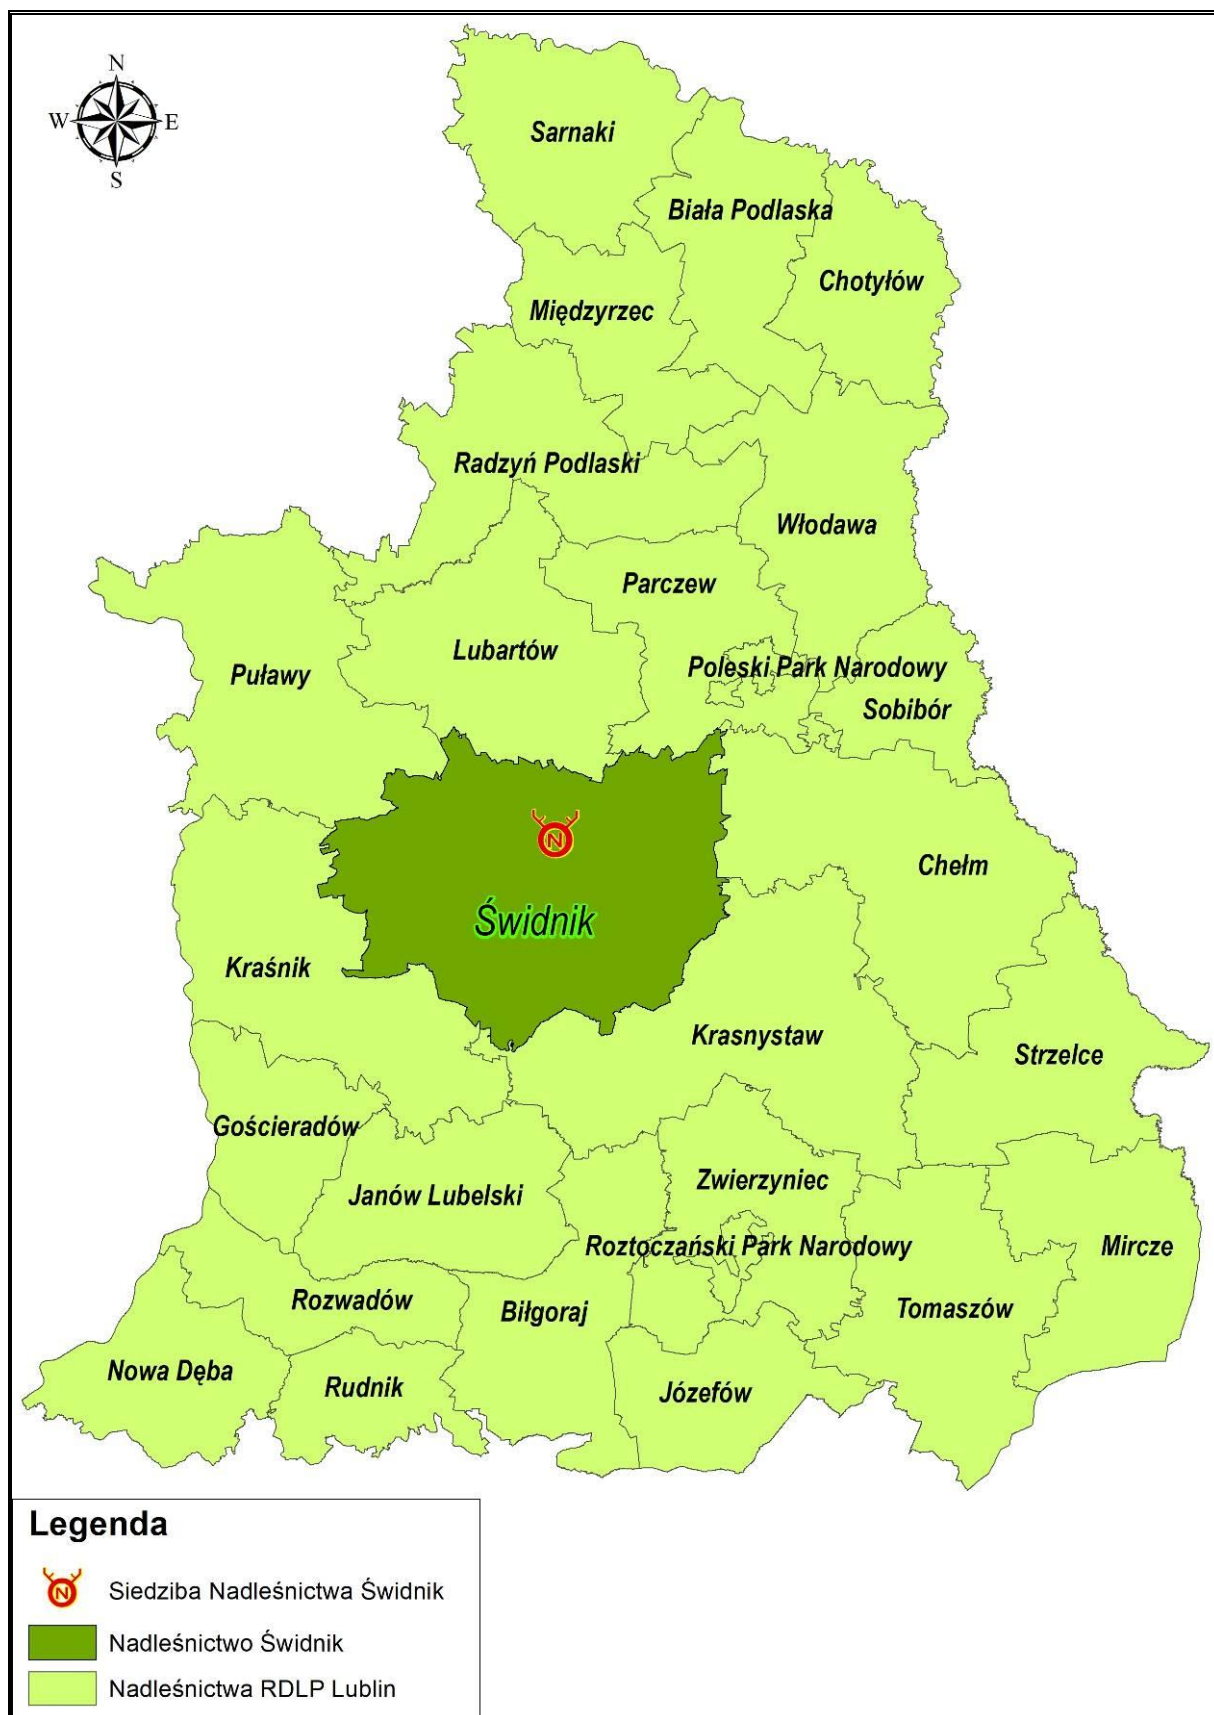 N
W E
S
Sarnaki
Biała Podlaska
Chotyłów
Międzyrzec
Radzyń Podlaski
Włodawa
Parczew
Lubartów
Poleski Park Narodowy
Puławy
Sobibór
N
Chełm
Świdnik
Kraśnik
Krasnystaw
Strzelce
Gościeradów
Zwierzyniec
Janów Lubelski
Roztoczański Park Narodowy
Mircze
Rozwadów
Biłgoraj
Tomaszów
Nowa Dęba
Rudnik
Józefów
Legenda
N Siedziba Nadleśnictwa Świdnik
Nadleśnictwo Świdnik
Nadleśnictwa RDLP Lublin